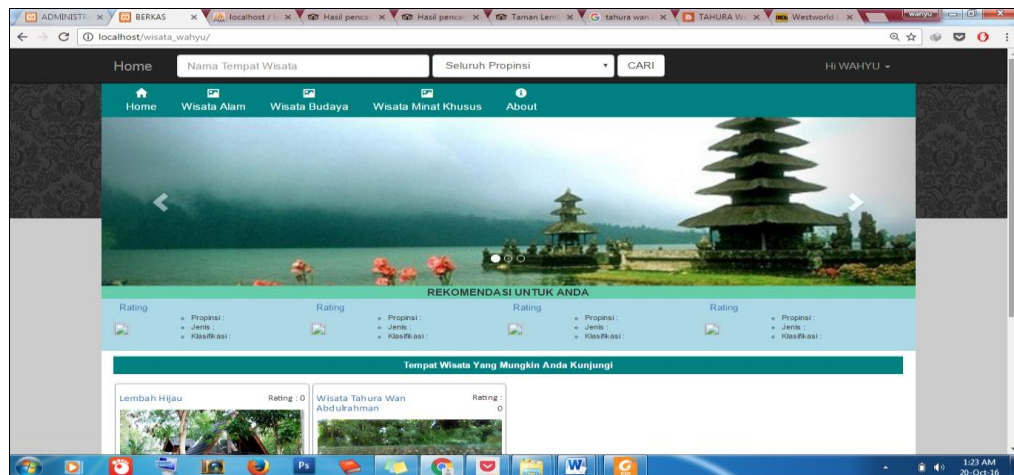 ADMINISTR
BERKAS
localhost /
Hasil penca
Hasil penca
Taman Lem
tahura wan
TAHURA W
Westworld
wahyu
localhost/wisata_wahyu/
Home
Nama Tempat Wisata
Seluruh Propinsi
CARI
Hi WAHYU
Home
Wisata Alam
Wisata Budaya
Wisata Minat Khusus
About
REKOMENDASI UNTUK ANDA
Rating
Propinsi :
Jenis :
Klasifikasi :
Rating
Propinsi :
Jenis :
Klasifikasi :
Rating
Propinsi :
Jenis :
Klasifikasi :
Rating
Propinsi :
Jenis :
Klasifikasi :
Tempat Wisata Yang Mungkin Anda Kunjungi
Lembah Hijau
Rating : 0
Wisata Tahura Wan
Abdulrahman
Rating :
0
Ps
W
1:23 AM
20-Oct-16